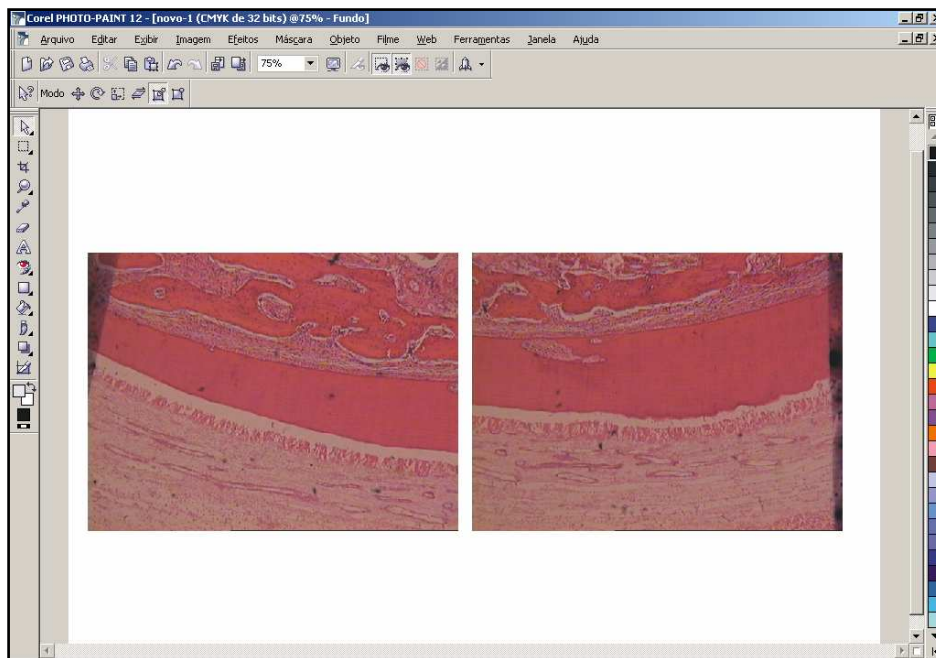 Corel PHOTO-PAINT 12 - [novo-1 (CMYK de 32 bits) @75% - Fundo]
Arquivo Editar Exibir Imagem Efeitos Máscara Objeto Filme Web Ferramentas Janela Ajuda
75%
Modo